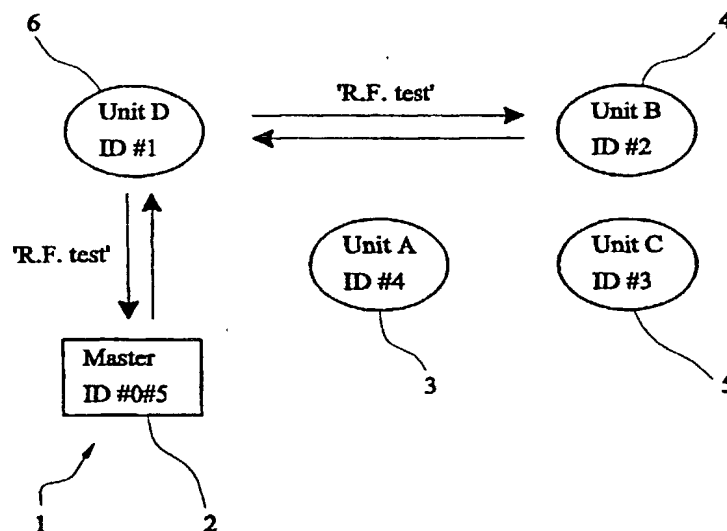 6
4
Unit D
ID #1
'R.F. test'
Unit B
ID #2
'R.F. test'
Unit A
ID #4
Unit C
ID #3
Master
ID #0#5
3
5
1
2